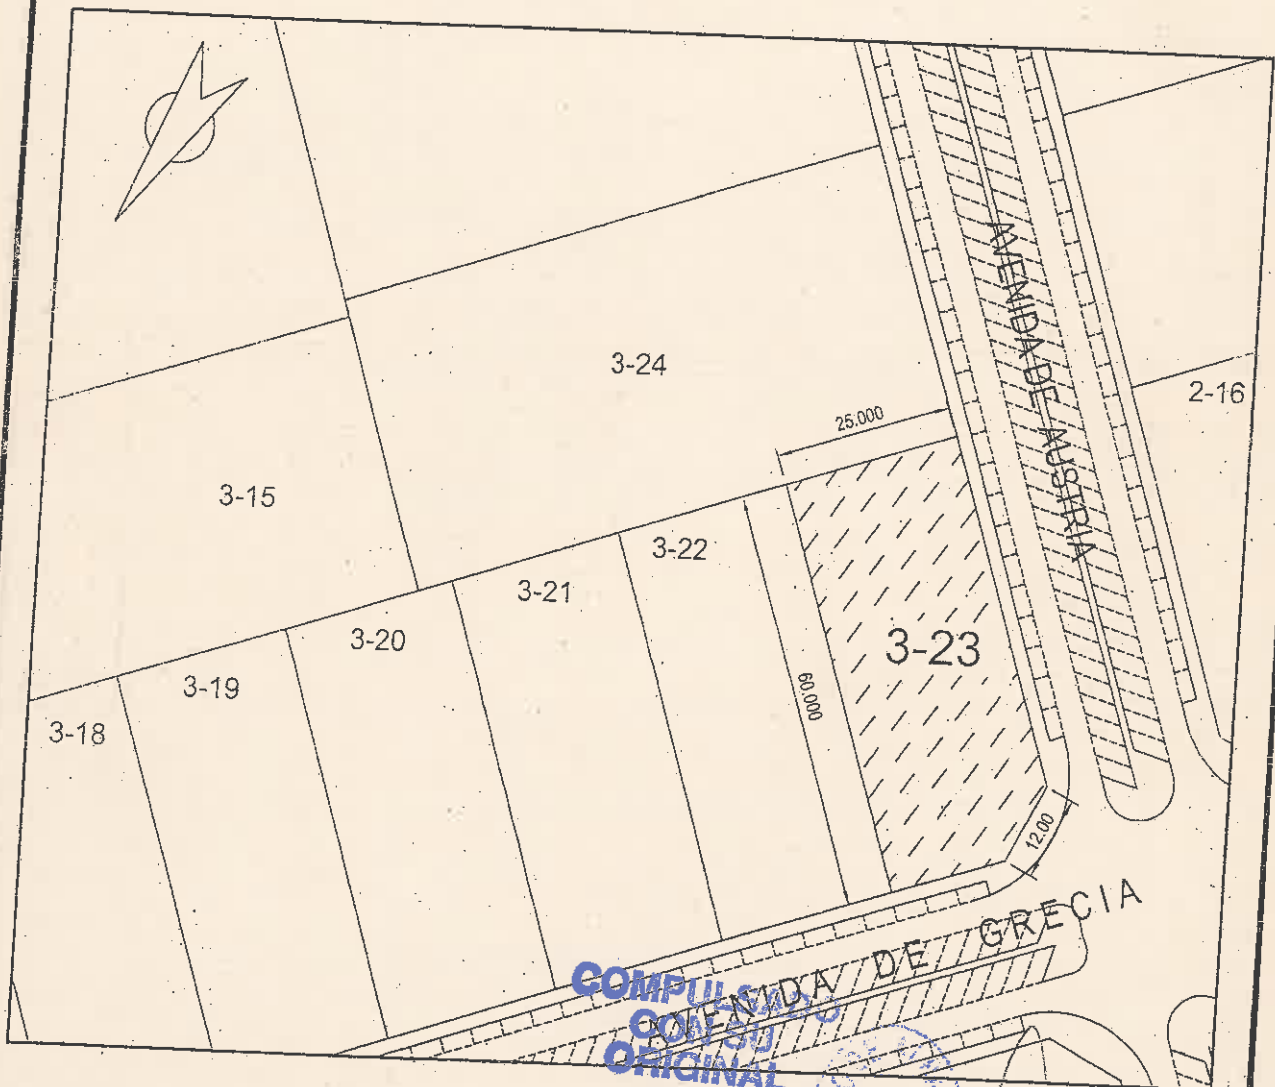 AVENIDA DE AUSTRIA
3-24
2-16
25.000
3-15
3-22
3-21
3-20
3-23
3-19
60.000
3-18
12.00
AVENIDA DE GRECIA
COMPULSADO
CON SU
ORIGINAL